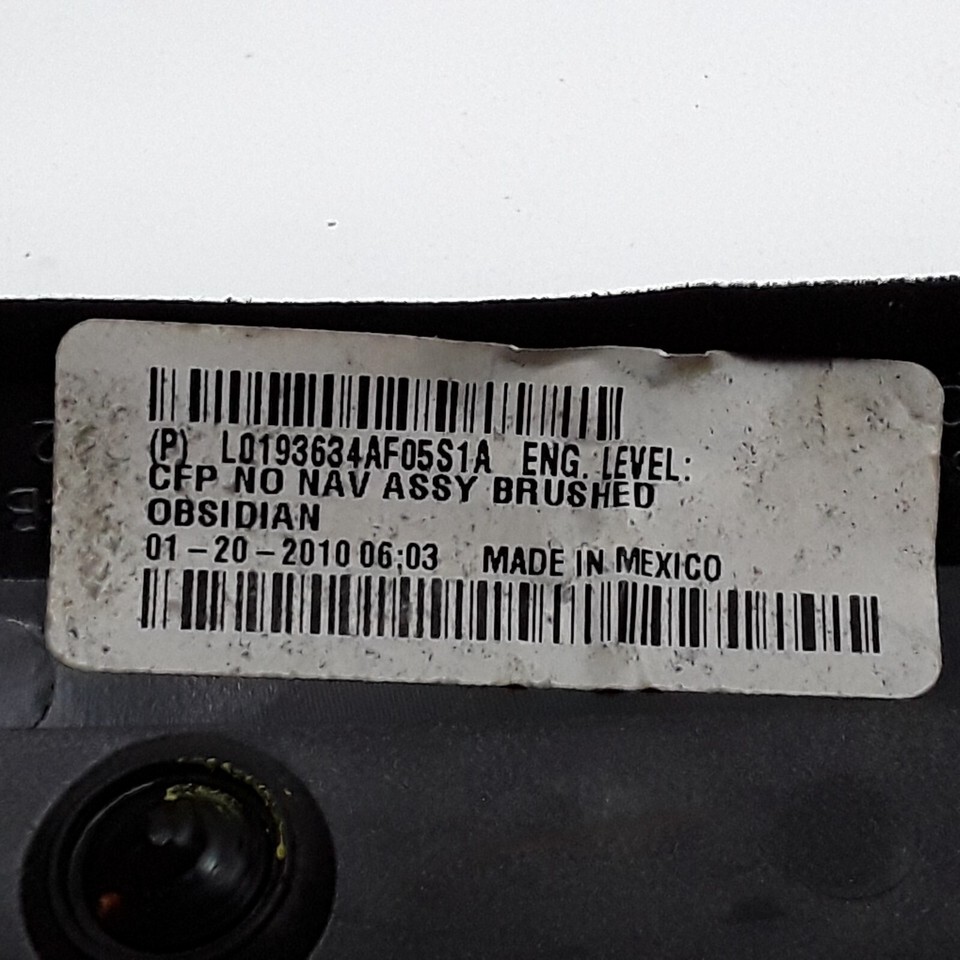 (P) L0193634AF05S1A ENG. LEVEL:
CFP NO NAV ASSY BRUSHED
OBSIDIAN
01-20-2010 06:03 MADE IN MEXICO